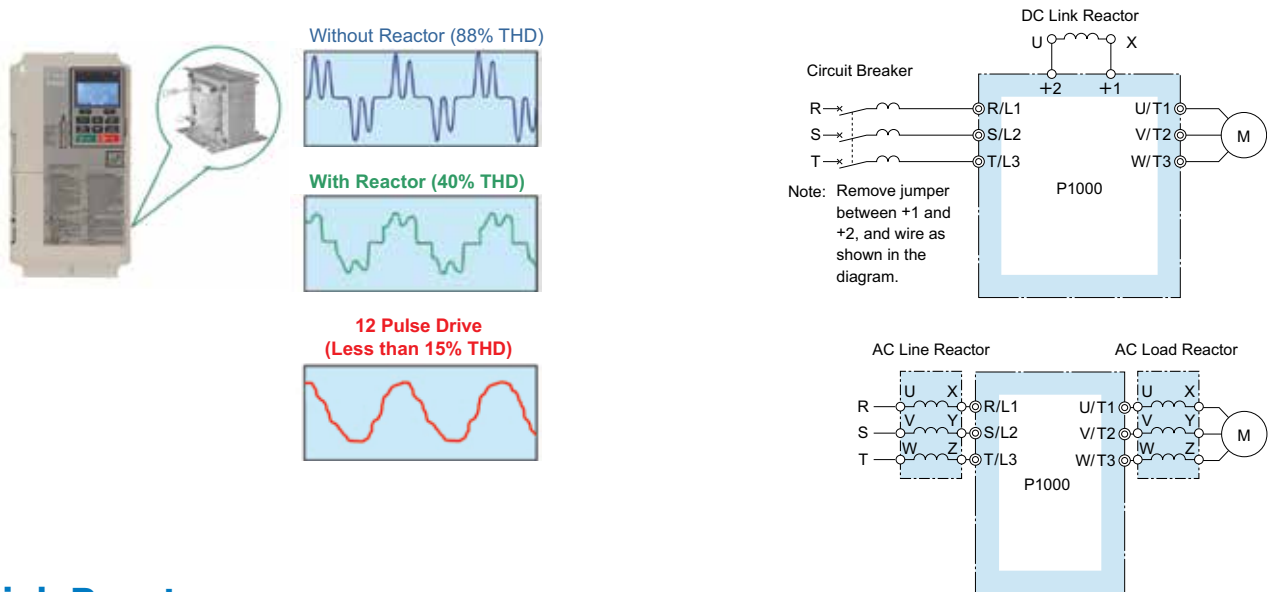 Without Reactor (88% THD)
With Reactor (40% THD)
12 Pulse Drive
(Less than 15% THD)
DC Link Reactor
U X
Circuit Breaker
+2 +1
R R/L1 U/T1
S S/L2 V/T2 M
T T/L3 W/T3
P1000
Note: Remove jumper
between +1 and
+2, and wire as
shown in the
diagram.
AC Line Reactor AC Load Reactor
U X U X
R R/L1 U/T1
V Y V Y
S S/L2 V/T2 M
W Z W Z
T T/L3 W/T3
P1000